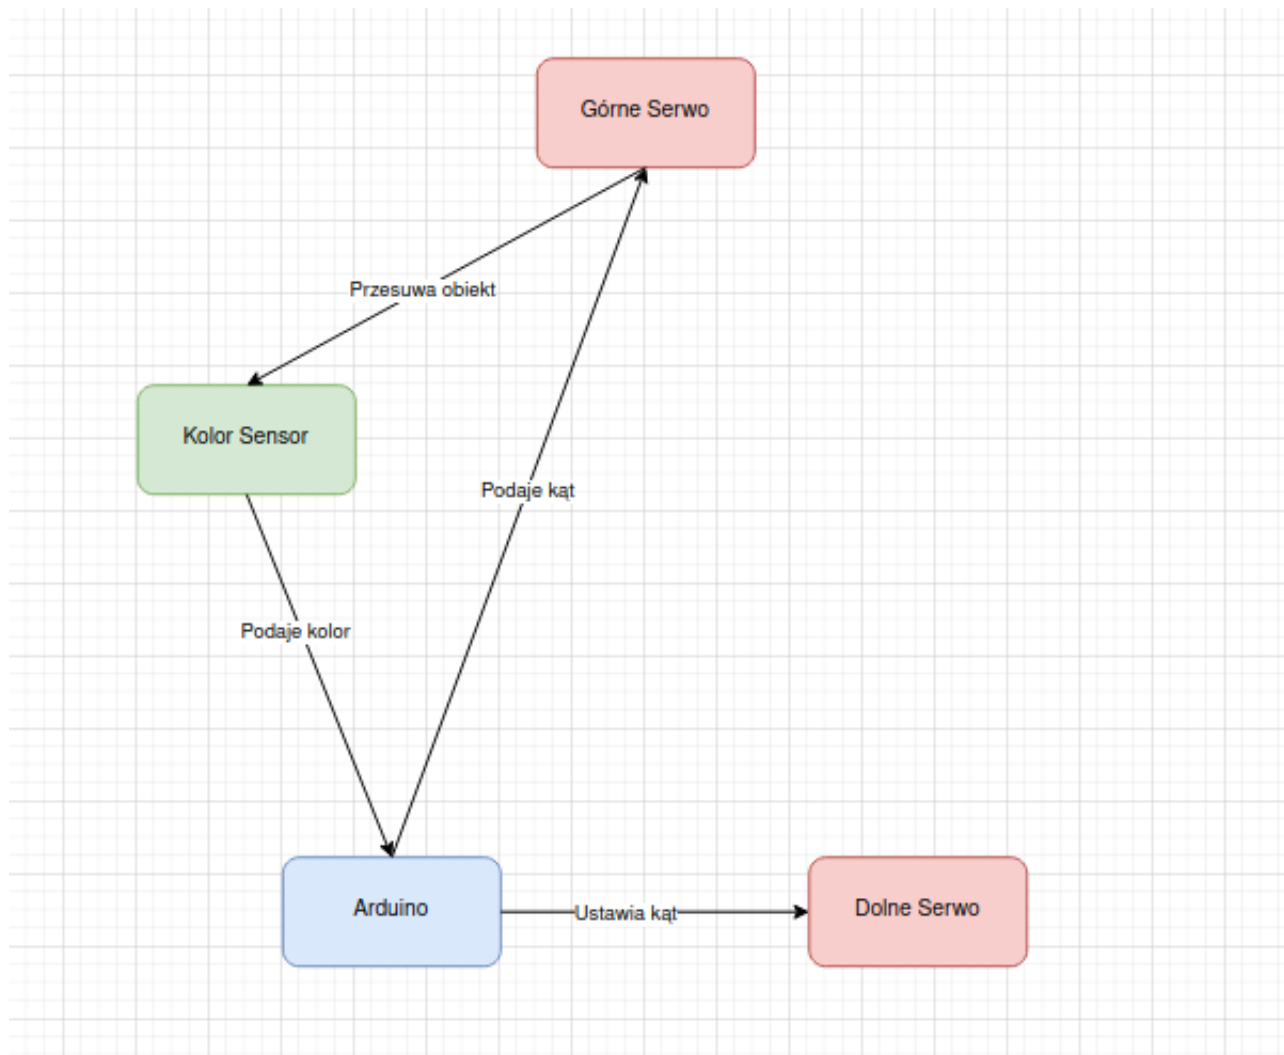 Górne Serwo
Przesuwa obiekt
Kolor Sensor
Podaje kąt
Podaje kolor
Arduino
Ustawia kąt
Dolne Serwo